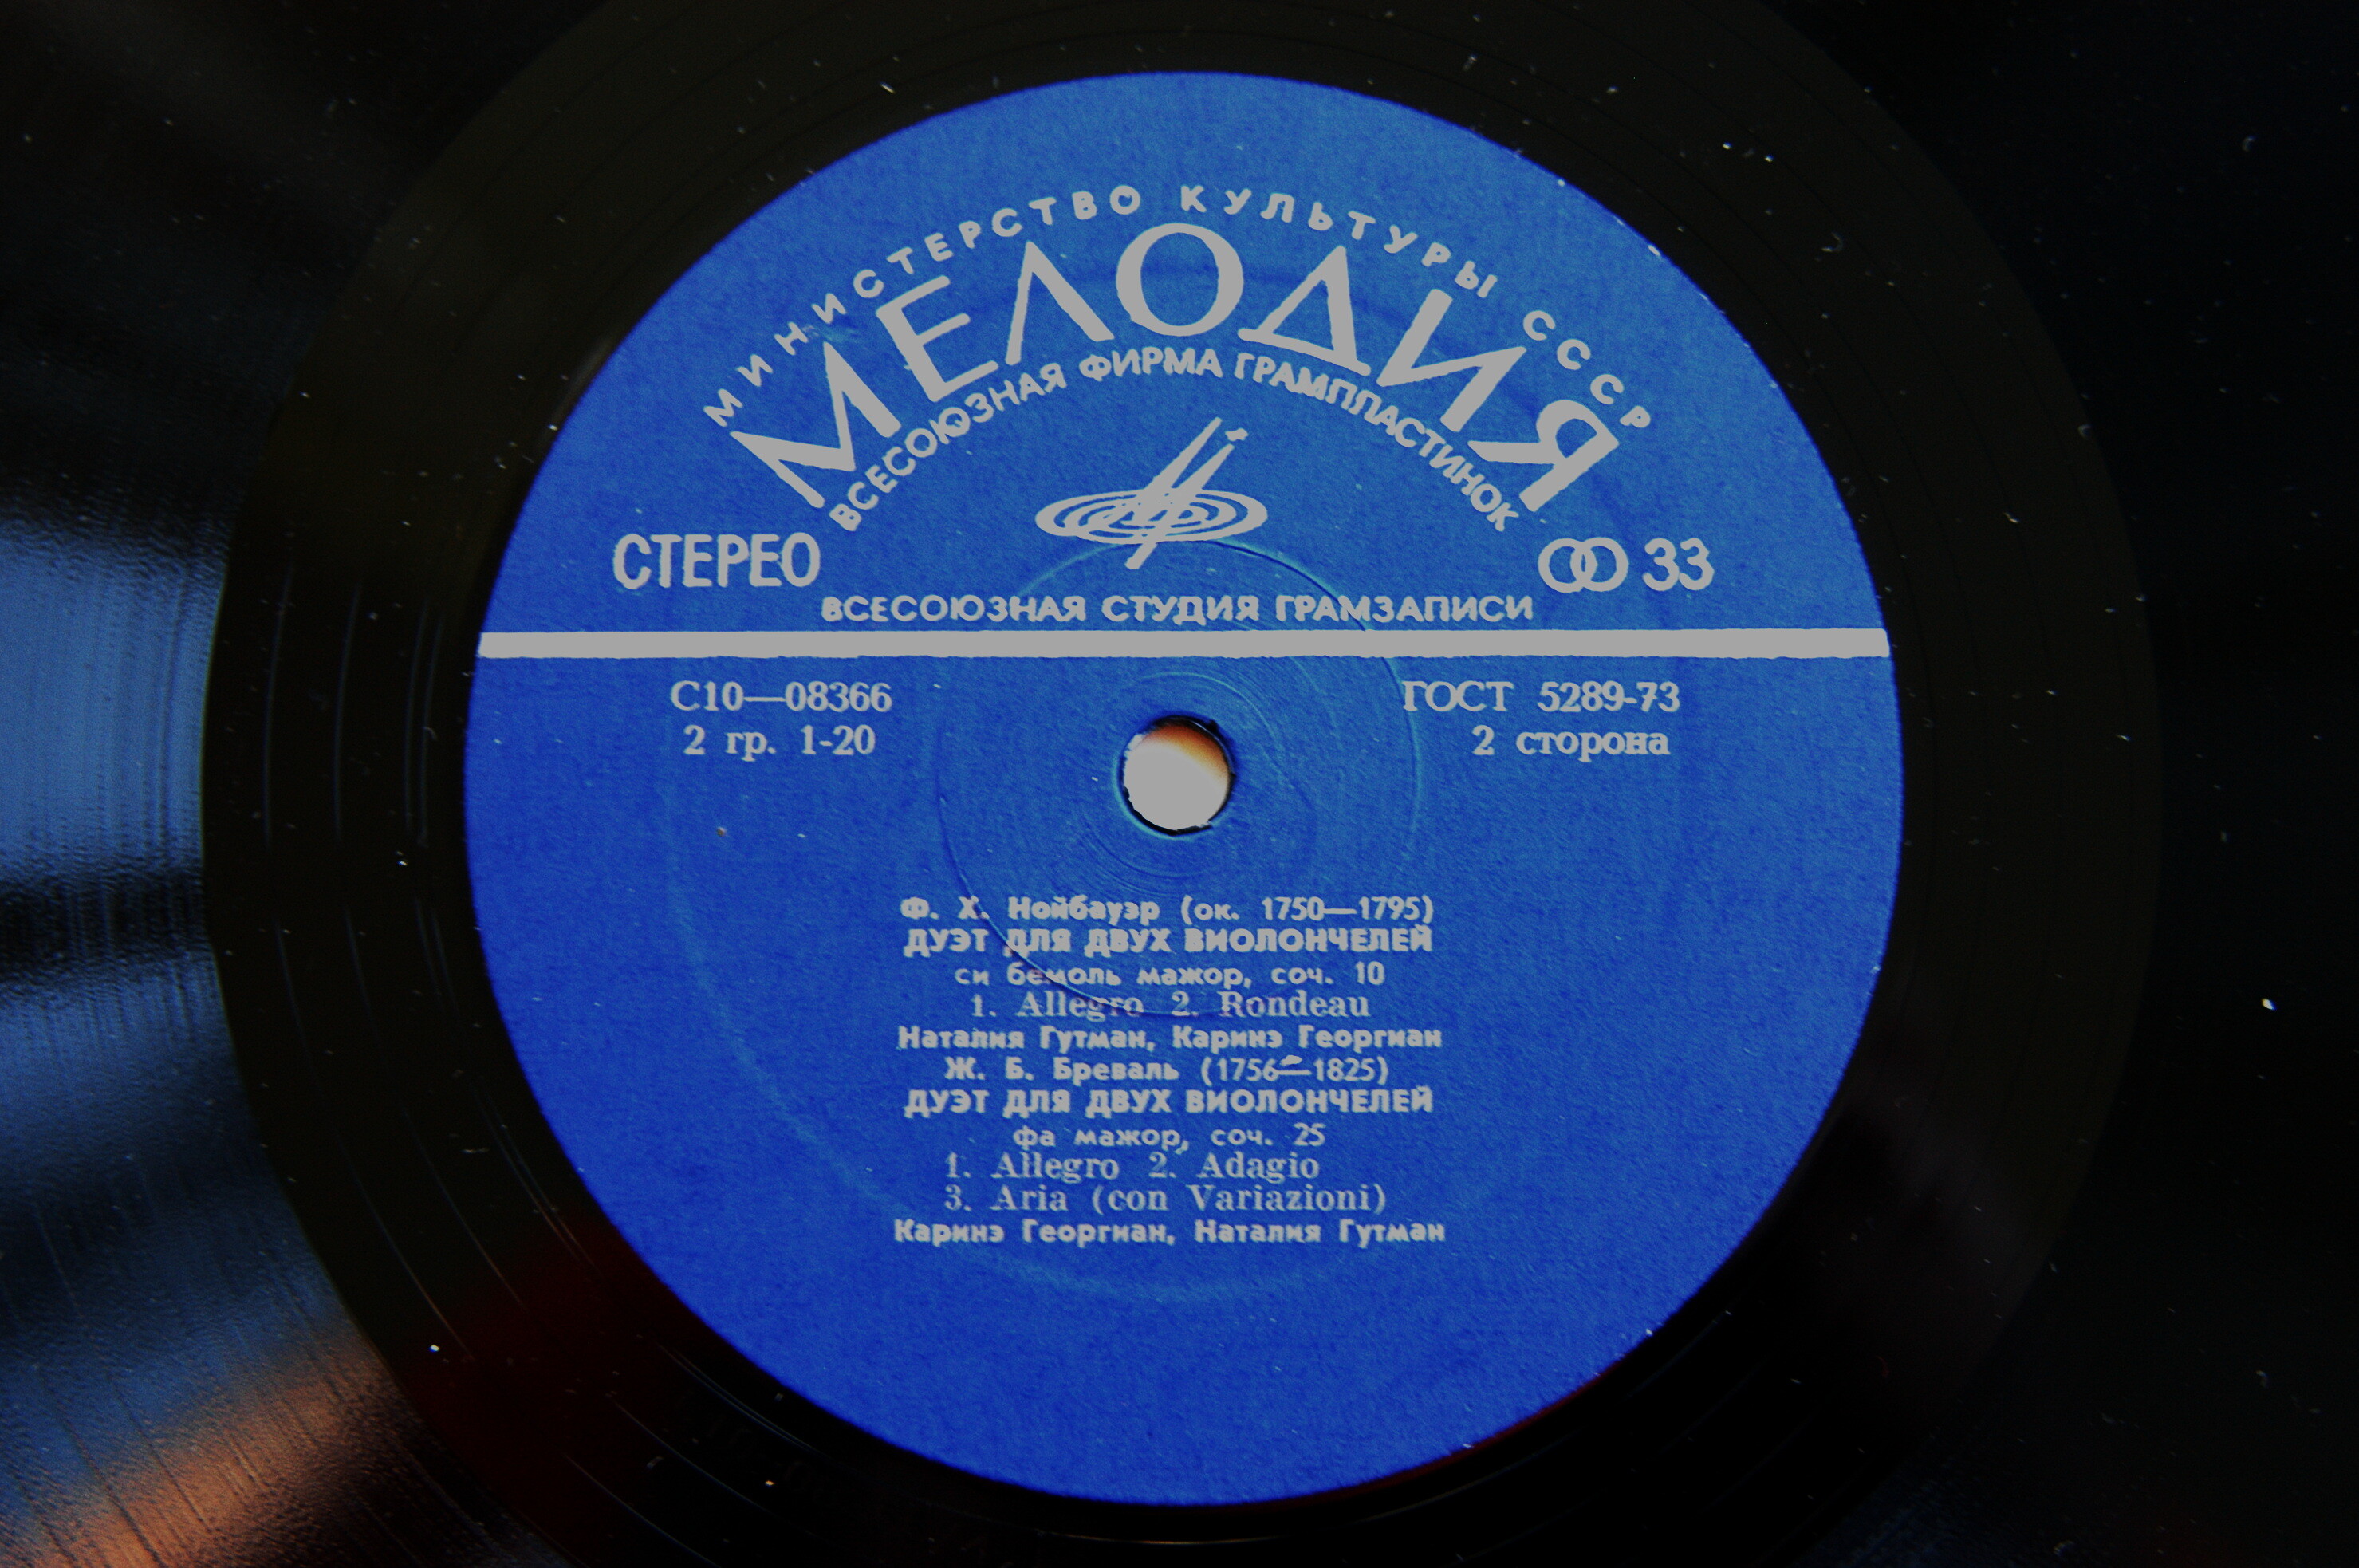 МИНИСТЕРСТВО КУЛЬТУРЫ СССР
МЕЛОДИЯ
ВСЕСОЮЗНАЯ ФИРМА ГРАМПЛАСТИНОК
СТЕРЕО 33
ВСЕСОЮЗНАЯ СТУДИЯ ГРАМЗАПИСИ
С10—08366 ГОСТ 5289-73
2 гр. 1-20 2 сторона
Ф. Х. Нойбауэр (ок. 1750—1795)
ДУЭТ ДЛЯ ДВУХ ВИОЛОНЧЕЛЕЙ
си бемоль мажор, соч. 10
1. Allegro 2. Rondeau
Наталия Гутман, Каринэ Георгиан
Ж. Б. Бреваль (1756—1825)
ДУЭТ ДЛЯ ДВУХ ВИОЛОНЧЕЛЕЙ
фа мажор, соч. 25
1. Allegro 2. Adagio
3. Aria (con Variazioni)
Каринэ Георгиан, Наталия Гутман